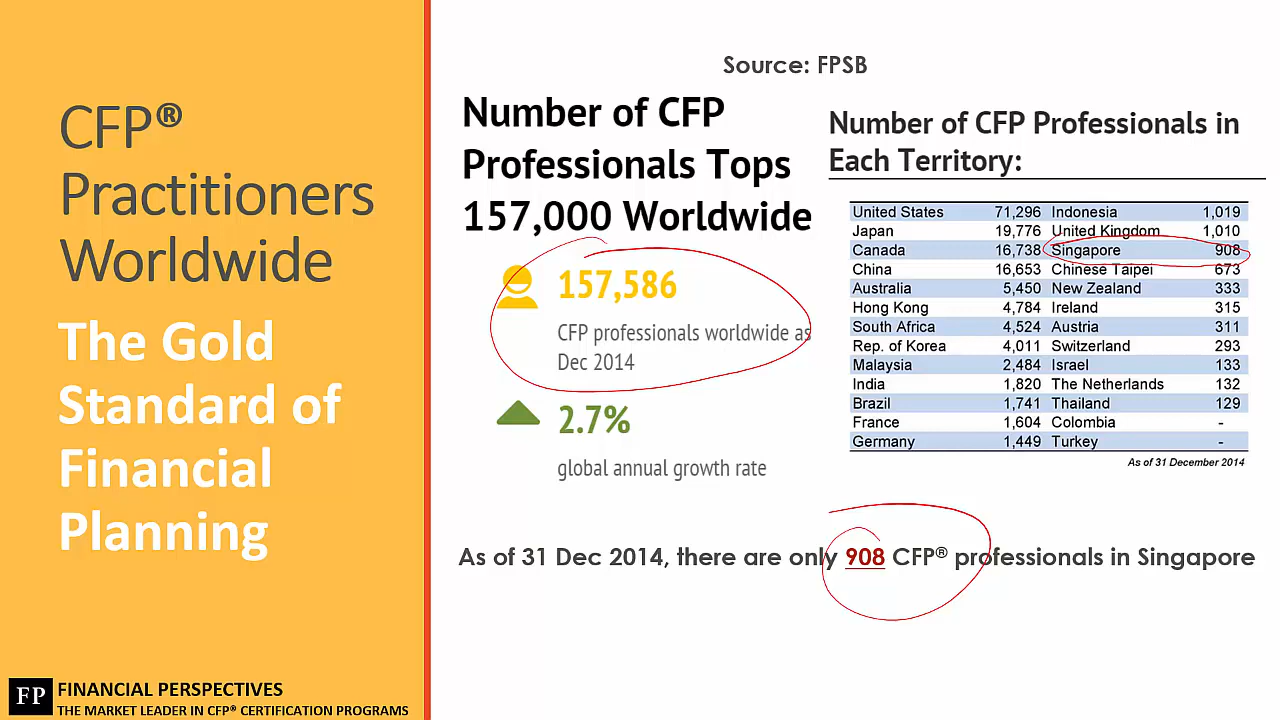 CFP®
Practitioners
Worldwide
The Gold
Standard of
Financial
Planning
FP FINANCIAL PERSPECTIVES
THE MARKET LEADER IN CFP® CERTIFICATION PROGRAMS
Source: FPSB
Number of CFP
Professionals Tops
157,000 Worldwide
157,586
CFP professionals worldwide as
Dec 2014
2.7%
global annual growth rate
Number of CFP Professionals in
Each Territory:
United States 71,296 Indonesia 1,019
Japan 19,776 United Kingdom 1,010
Canada 16,738 Singapore 908
China 16,653 Chinese Taipei 673
Australia 5,450 New Zealand 333
Hong Kong 4,784 Ireland 315
South Africa 4,524 Austria 311
Rep. of Korea 4,011 Switzerland 293
Malaysia 2,484 Israel 133
India 1,820 The Netherlands 132
Brazil 1,741 Thailand 129
France 1,604 Colombia -
Germany 1,449 Turkey -
As of 31 December 2014
As of 31 Dec 2014, there are only 908 CFP® professionals in Singapore